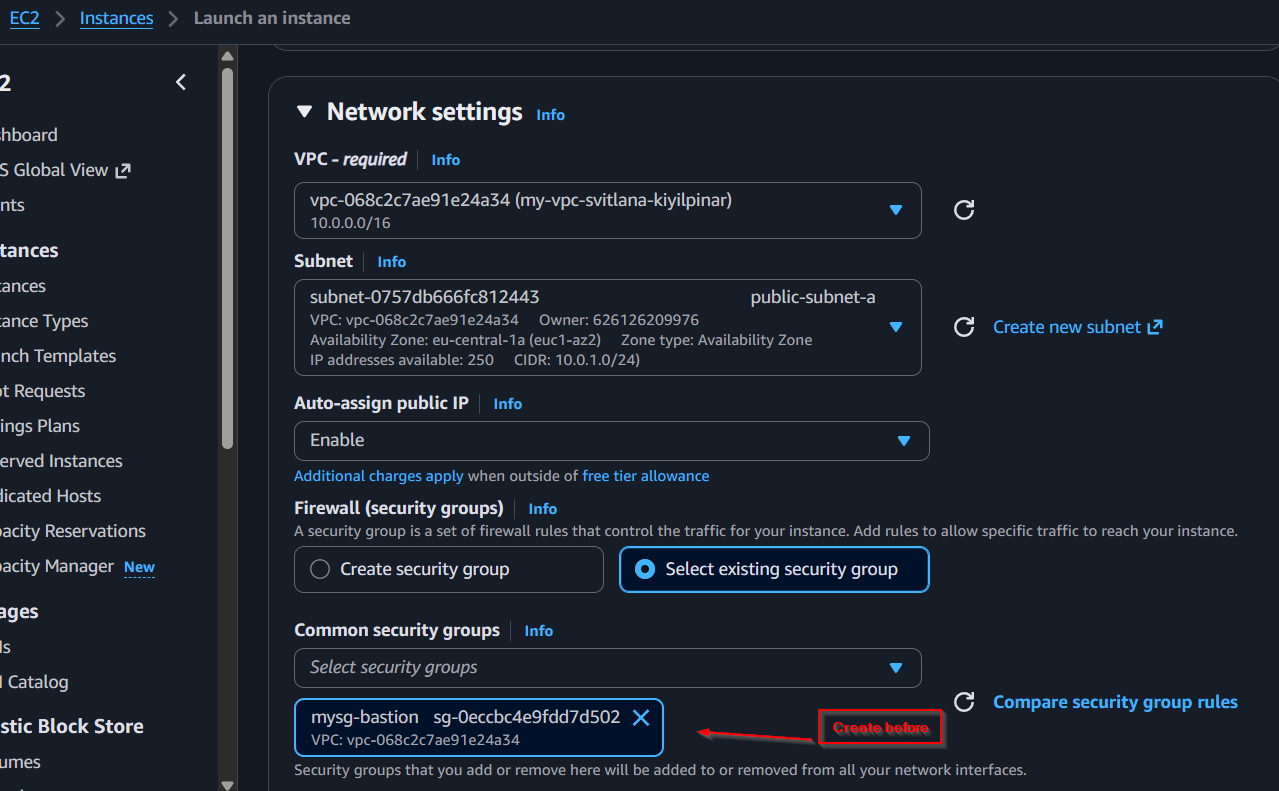 EC2 > Instances > Launch an instance
2
shboard
S Global View
nts
tances
tances
tance Types
nch Templates
ot Requests
ings Plans
erved Instances
dicated Hosts
pacity Reservations
pacity Manager New
ages
Is
I Catalog
stic Block Store
umes
Network settings Info
VPC - required Info
vpc-068c2c7ae91e24a34 (my-vpc-svitlana-kiyilpinar)
10.0.0.0/16
Subnet Info
subnet-0757db666fc812443 public-subnet-a
VPC: vpc-068c2c7ae91e24a34 Owner: 626126209976
Availability Zone: eu-central-1a (euc1-az2) Zone type: Availability Zone
IP addresses available: 250 CIDR: 10.0.1.0/24)
Create new subnet
Auto-assign public IP Info
Enable
Additional charges apply when outside of free tier allowance
Firewall (security groups) Info
A security group is a set of firewall rules that control the traffic for your instance. Add rules to allow specific traffic to reach your instance.
Create security group
Select existing security group
Common security groups Info
Select security groups
mysg-bastion sg-0eccbc4e9fdd7d502
VPC: vpc-068c2c7ae91e24a34
Create before
Compare security group rules
Security groups that you add or remove here will be added to or removed from all your network interfaces.